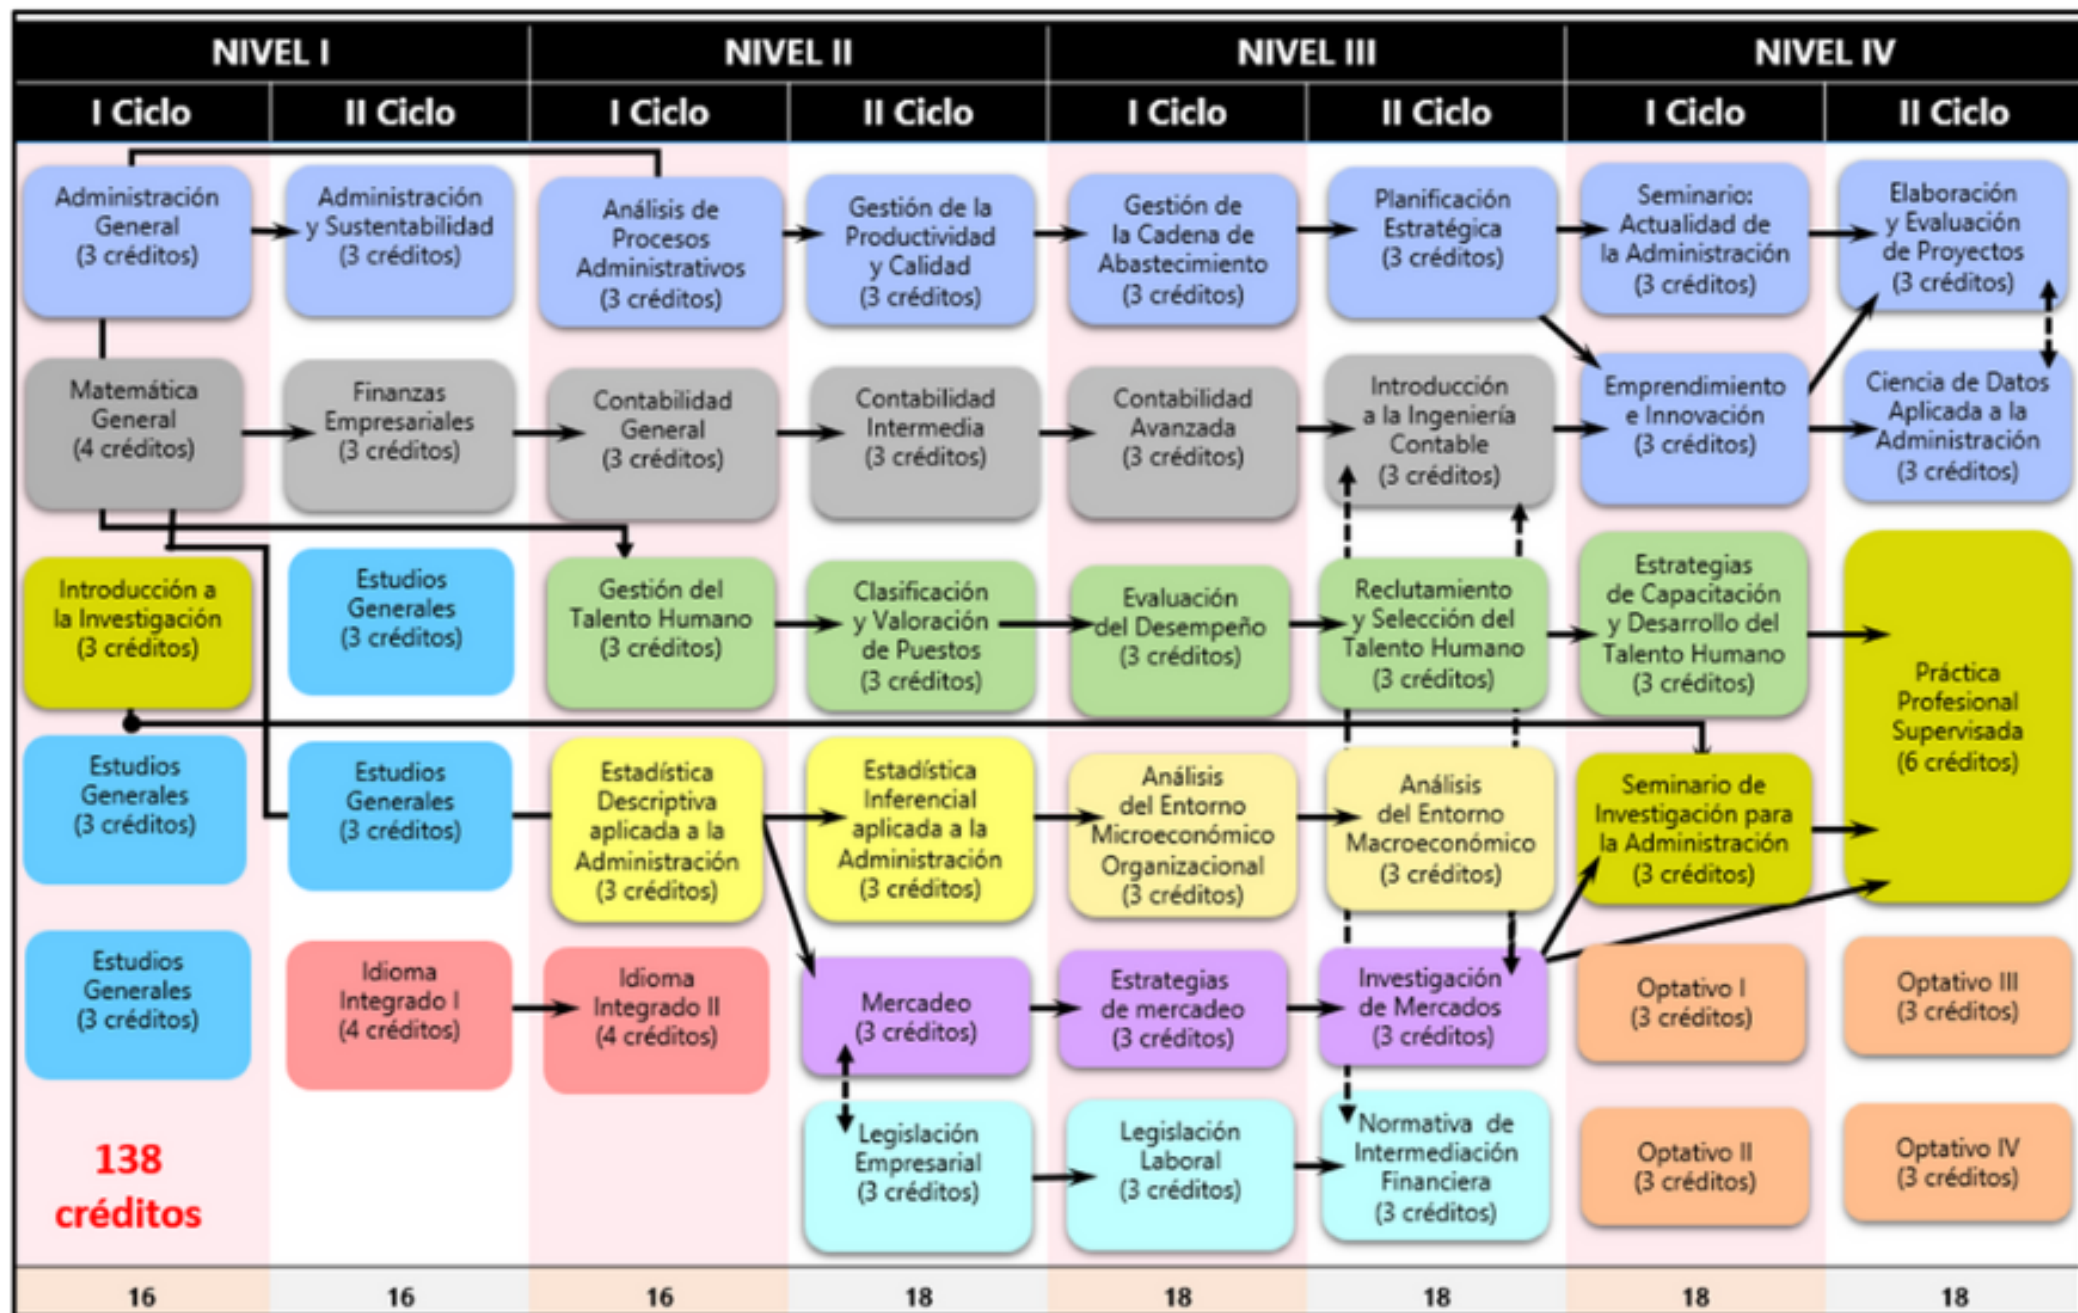 NIVEL I
NIVEL II
NIVEL III
NIVEL IV
I Ciclo
II Ciclo
I Ciclo
II Ciclo
I Ciclo
II Ciclo
I Ciclo
II Ciclo
Administración
General
(3 créditos)
Administración
y Sustentabilidad
(3 créditos)
Análisis de
Procesos
Administrativos
(3 créditos)
Gestión de la
Productividad
y Calidad
(3 créditos)
Gestión de
la Cadena de
Abastecimiento
(3 créditos)
Planificación
Estratégica
(3 créditos)
Seminario:
Actualidad de
la Administración
(3 créditos)
Elaboración
y Evaluación
de Proyectos
(3 créditos)
Matemática
General
(4 créditos)
Finanzas
Empresariales
(3 créditos)
Contabilidad
General
(3 créditos)
Contabilidad
Intermedia
(3 créditos)
Contabilidad
Avanzada
(3 créditos)
Introducción
a la Ingeniería
Contable
(3 créditos)
Emprendimiento
e Innovación
(3 créditos)
Ciencia de Datos
Aplicada a la
Administración
(3 créditos)
Introducción a
la Investigación
(3 créditos)
Estudios
Generales
(3 créditos)
Gestión del
Talento Humano
(3 créditos)
Clasificación
y Valoración
de Puestos
(3 créditos)
Evaluación
del Desempeño
(3 créditos)
Reclutamiento
y Selección del
Talento Humano
(3 créditos)
Estrategias
de Capacitación
y Desarrollo del
Talento Humano
(3 créditos)
Práctica
Profesional
Supervisada
(6 créditos)
Estudios
Generales
(3 créditos)
Estudios
Generales
(3 créditos)
Estadística
Descriptiva
aplicada a la
Administración
(3 créditos)
Estadística
Inferencial
aplicada a la
Administración
(3 créditos)
Análisis
del Entorno
Microeconómico
Organizacional
(3 créditos)
Análisis
del Entorno
Macroeconómico
(3 créditos)
Seminario de
Investigación para
la Administración
(3 créditos)
Estudios
Generales
(3 créditos)
Idioma
Integrado I
(4 créditos)
Idioma
Integrado II
(4 créditos)
Mercadeo
(3 créditos)
Estrategias
de mercadeo
(3 créditos)
Investigación
de Mercados
(3 créditos)
Optativo I
(3 créditos)
Optativo III
(3 créditos)
138
créditos
Legislación
Empresarial
(3 créditos)
Legislación
Laboral
(3 créditos)
Normativa de
Intermediación
Financiera
(3 créditos)
Optativo II
(3 créditos)
Optativo IV
(3 créditos)
16
16
16
18
18
18
18
18